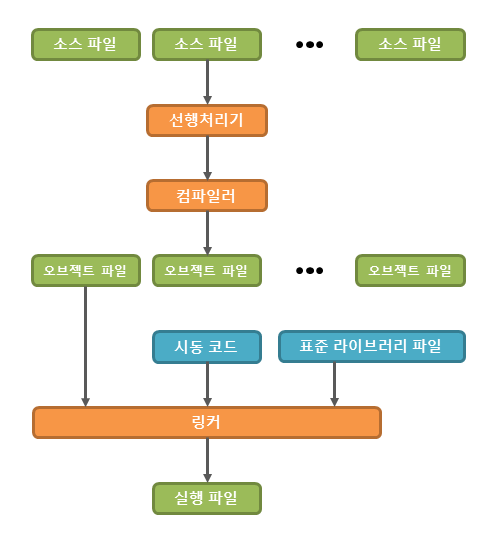 소스 파일
소스 파일
•••
소스 파일
선행처리기
컴파일러
오브젝트 파일
오브젝트 파일
•••
오브젝트 파일
시동 코드
표준 라이브러리 파일
링커
실행 파일